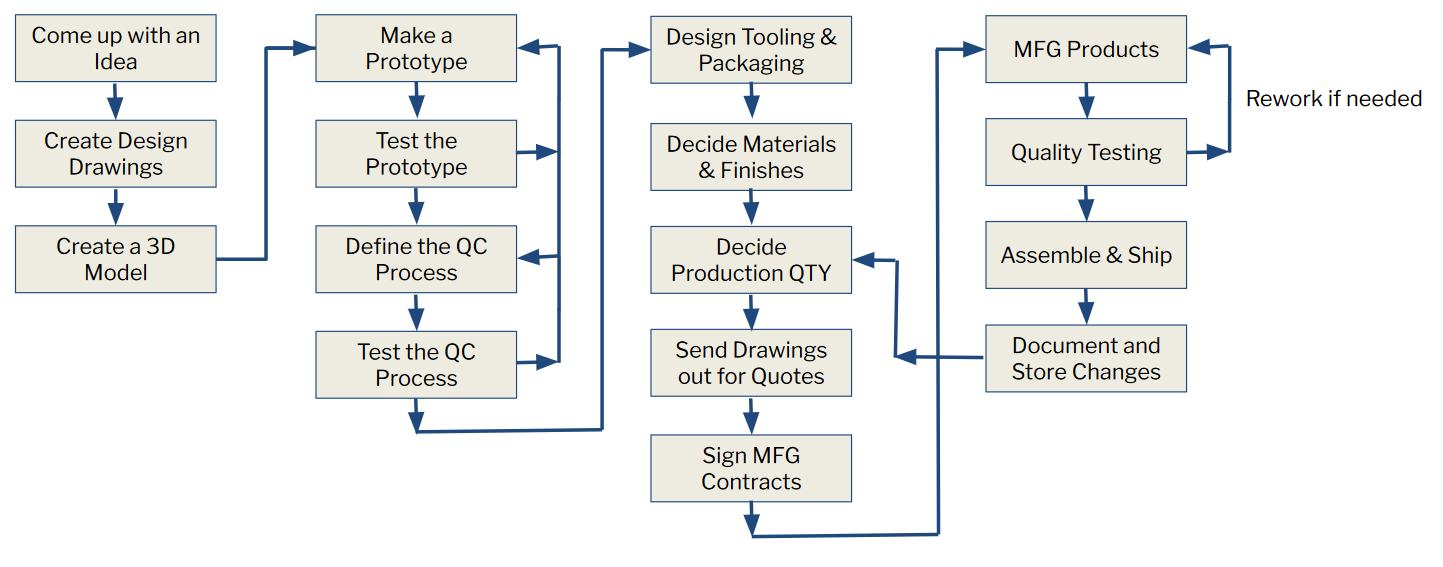 Come up with an
Idea
Create Design
Drawings
Create a 3D
Model
Make a
Prototype
Test the
Prototype
Define the QC
Process
Test the QC
Process
Design Tooling &
Packaging
Decide Materials
& Finishes
Decide
Production QTY
Send Drawings
out for Quotes
Sign MFG
Contracts
MFG Products
Rework if needed
Quality Testing
Assemble & Ship
Document and
Store Changes